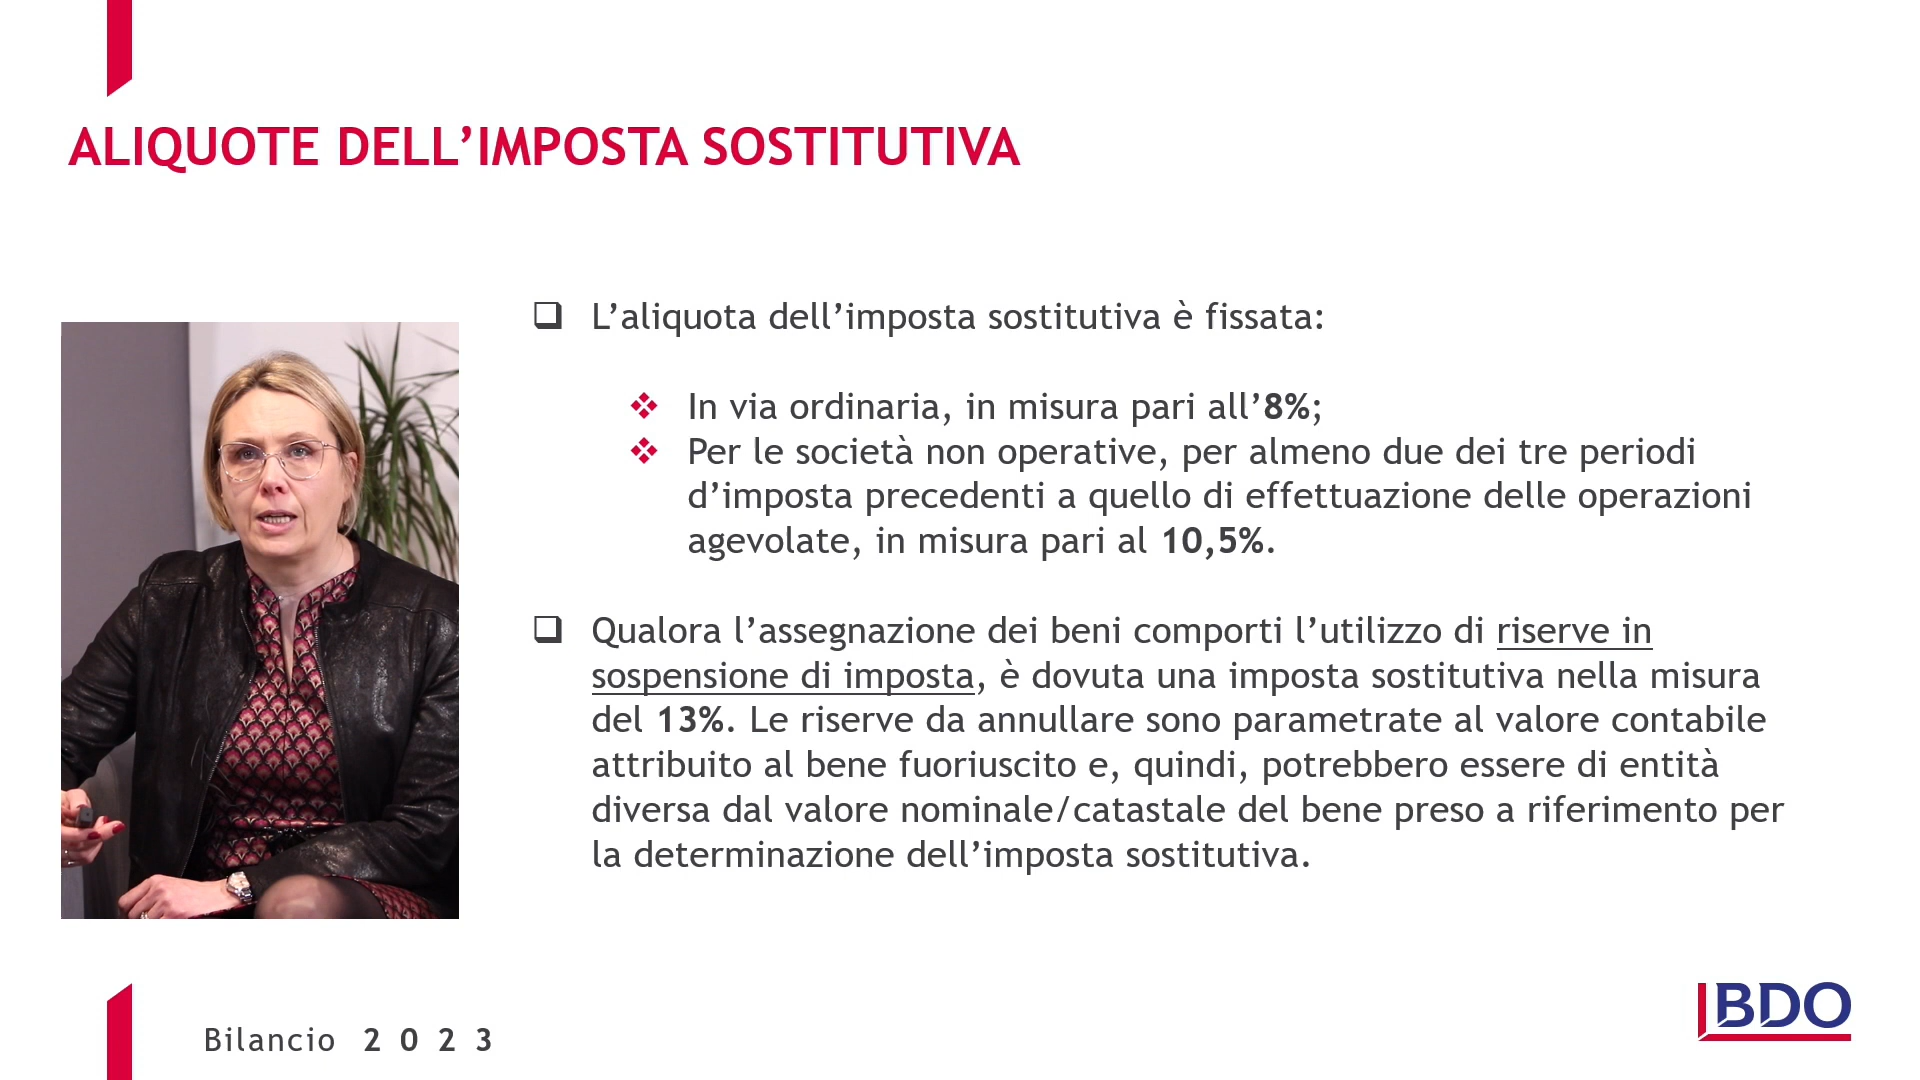 ALIQUOTE DELL’IMPOSTA SOSTITUTIVA
L’aliquota dell’imposta sostitutiva è fissata:
In via ordinaria, in misura pari all’8%;
Per le società non operative, per almeno due dei tre periodi
d’imposta precedenti a quello di effettuazione delle operazioni
agevolate, in misura pari al 10,5%.
Qualora l’assegnazione dei beni comporti l’utilizzo di riserve in
sospensione di imposta, è dovuta una imposta sostitutiva nella misura
del 13%. Le riserve da annullare sono parametrate al valore contabile
attribuito al bene fuoriuscito e, quindi, potrebbero essere di entità
diversa dal valore nominale/catastale del bene preso a riferimento per
la determinazione dell’imposta sostitutiva.
Bilancio 2 0 2 3
BDO